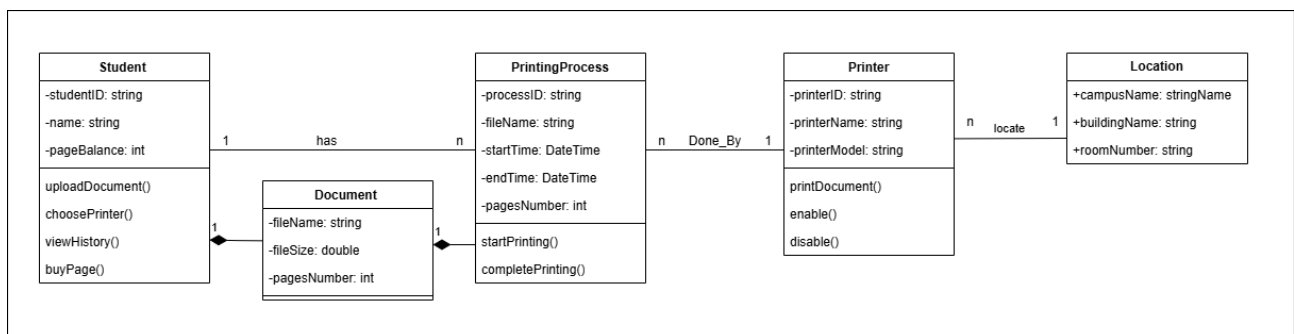 Student
-studentID: string
-name: string
-pageBalance: int
uploadDocument()
choosePrinter()
viewHistory()
buyPage()
1
has
n
1
Document
-fileName: string
-fileSize: double
-pagesNumber: int
1
PrintingProcess
-processID: string
-fileName: string
-startTime: DateTime
-endTime: DateTime
-pagesNumber: int
startPrinting()
completePrinting()
n
Done_By
1
Printer
-printerID: string
-printerName: string
-printerModel: string
printDocument()
enable()
disable()
n
locate
1
Location
+campusName: stringName
+buildingName: string
+roomNumber: string